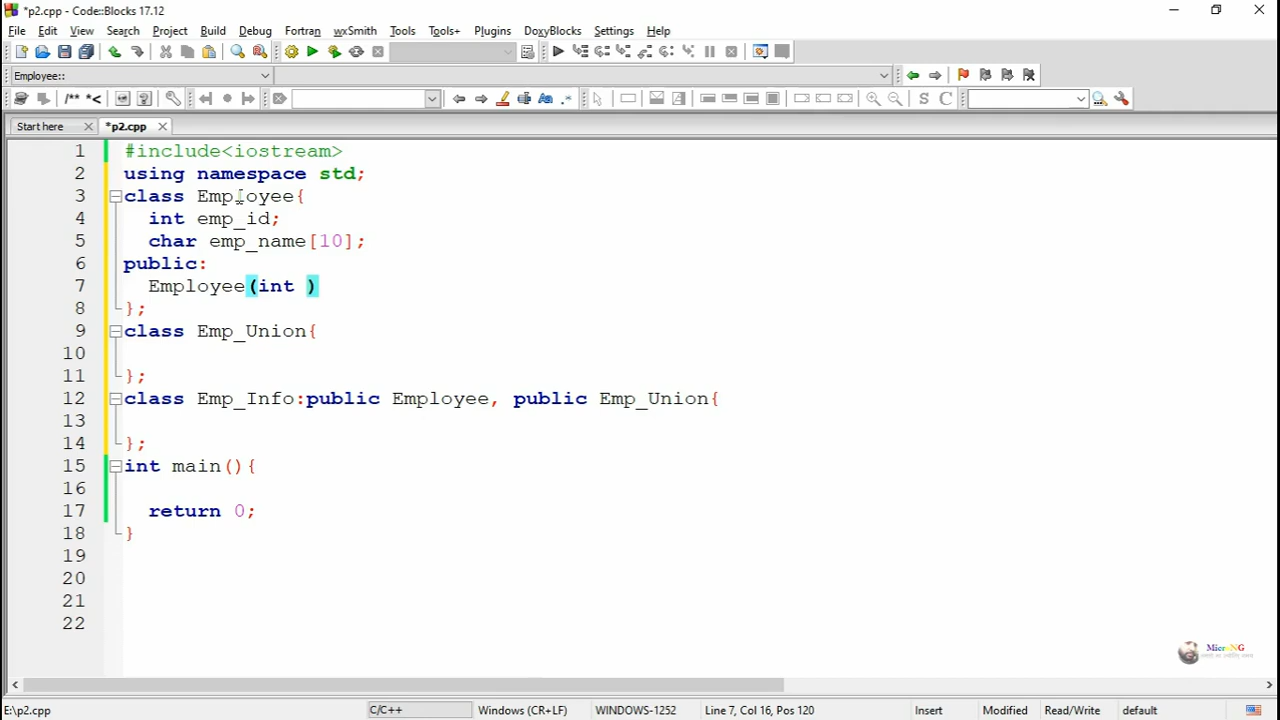 *p2.cpp - Code::Blocks 17.12
File Edit View Search Project Build Debug Fortran wxSmith Tools Tools+ Plugins DoxyBlocks Settings Help
Employee::
/** *<
S C
Start here *p2.cpp
1 #include<iostream>
2 using namespace std;
3 class Employee{
4 int emp_id;
5 char emp_name[10];
6 public:
7 Employee(int )
8 };
9 class Emp_Union{
10
11 };
12 class Emp_Info:public Employee, public Emp_Union{
13
14 };
15 int main(){
16
17 return 0;
18 }
19
20
21
22
MicroNG
E:\p2.cpp C/C++ Windows (CR+LF) WINDOWS-1252 Line 7, Col 16, Pos 120 Insert Modified Read/Write default